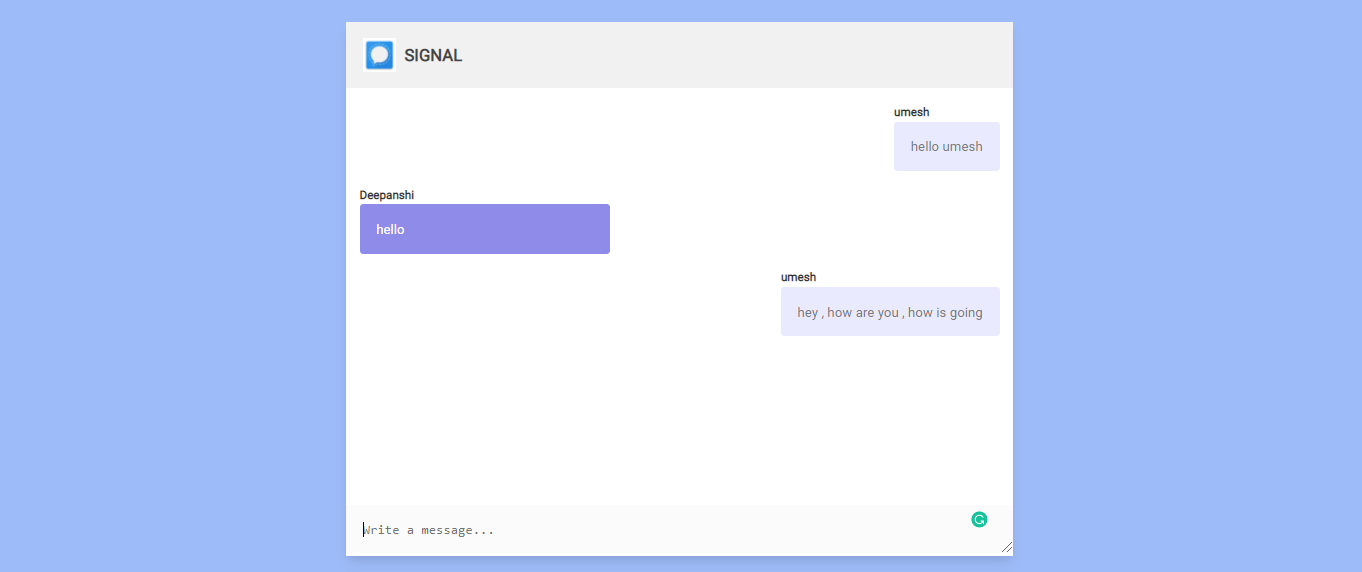 SIGNAL
umesh
hello umesh
Deepanshi
hello
umesh
hey , how are you , how is going
Write a message...